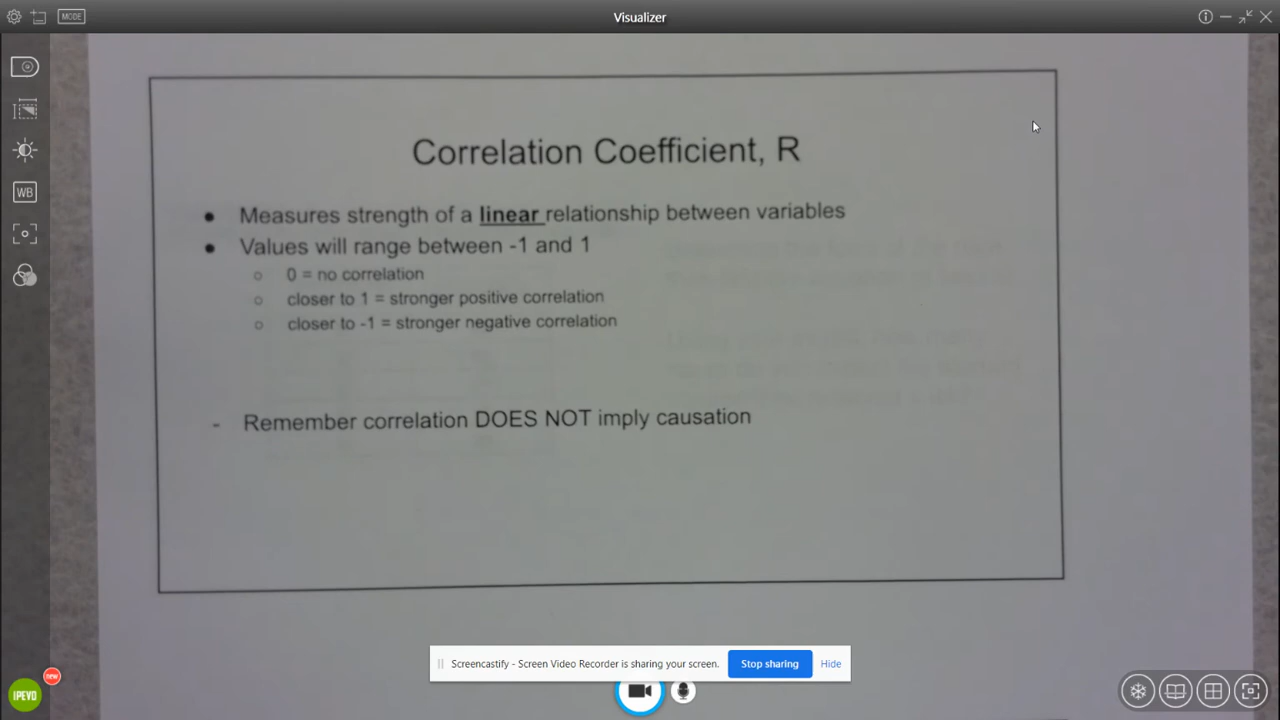 MODE
Visualizer
WB
Correlation Coefficient, R
● Measures strength of a linear relationship between variables
● Values will range between -1 and 1
○ 0 = no correlation
○ closer to 1 = stronger positive correlation
○ closer to -1 = stronger negative correlation
- Remember correlation DOES NOT imply causation
Screencastify - Screen Video Recorder is sharing your screen.
Stop sharing
Hide
new
IPEVO